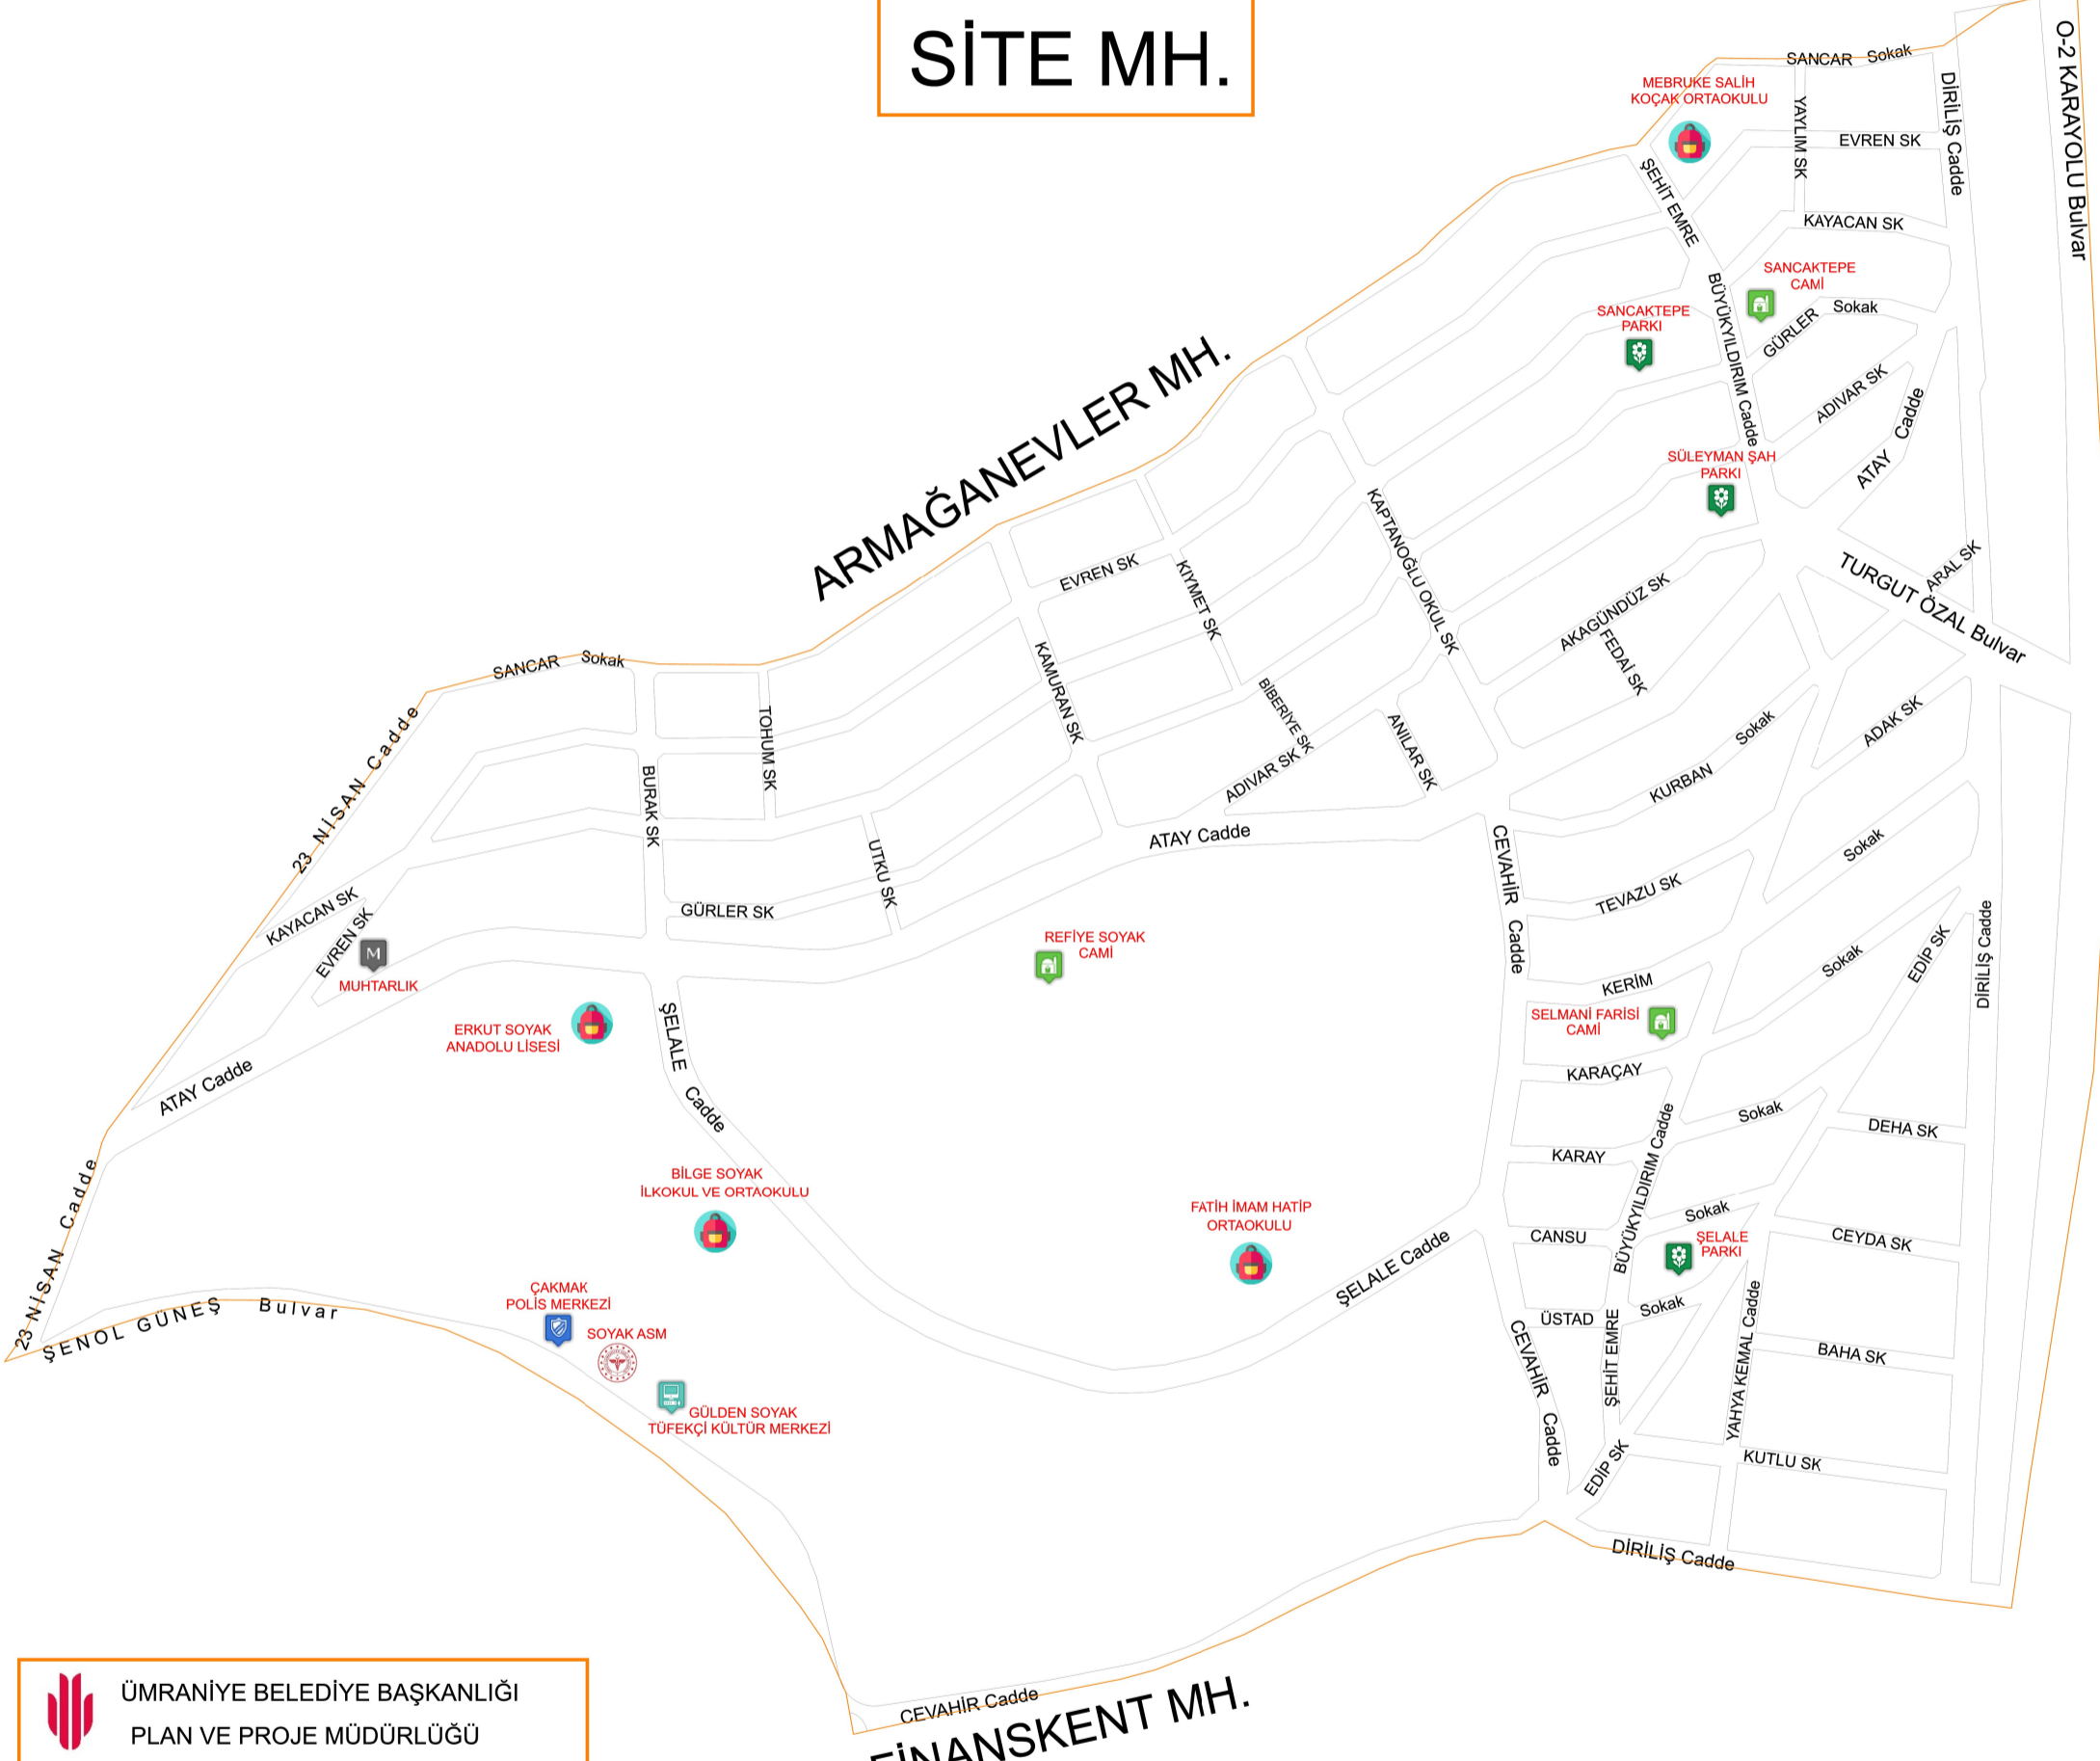 SİTE MH.
O-2 KARAYOLU Bulvar
SANCAR Sokak
MEBRUKE SALİH
KOÇAK ORTAOKULU
YAYLIM SK
DİRİLİŞ Cadde
EVREN SK
ŞEHİT EMRE
BÜYÜKYILDIRIM Cadde
KAYACAN SK
SANCAKTEPE
CAMİ
SANCAKTEPE
PARKI
GÜRLER Sokak
ADIVAR SK
ATAY Cadde
SÜLEYMAN ŞAH
PARKI
ARMAĞANEVLER MH.
KAPTANOĞLU OKUL SK
ARAL SK
TURGUT ÖZAL Bulvar
EVREN SK
KIYMET SK
AKAGÜNDÜZ SK
FEDAİ SK
SANCAR Sokak
KAMURAN SK
BİBERİYE SK
ADIVAR SK
ANILAR SK
KURBAN Sokak
ADAK SK
23 NİSAN Cadde
TOHUM SK
BURAK SK
UTKU SK
ATAY Cadde
CEVAHİR Cadde
TEVAZU SK
Sokak
GÜRLER SK
KAYACAN SK
EVREN SK
MUHTARLIK
REFİYE SOYAK
CAMİ
KERİM Sokak
EDİP SK
DİRİLİŞ Cadde
SELMANİ FARİSİ
CAMİ
ERKUT SOYAK
ANADOLU LİSESİ
ŞELALE Cadde
ATAY Cadde
KARAÇAY Sokak
DEHA SK
KARAY Sokak
BÜYÜKYILDIRIM Cadde
BİLGE SOYAK
İLKOKUL VE ORTAOKULU
FATİH İMAM HATİP
ORTAOKULU
ŞELALE Cadde
CANSU
ŞELALE
PARKI
CEYDA SK
23 NİSAN Cadde
ŞENOL GÜNEŞ Bulvar
ÇAKMAK
POLİS MERKEZİ
SOYAK ASM
GÜLDEN SOYAK
TÜFEKÇİ KÜLTÜR MERKEZİ
ÜSTAD Sokak
CEVAHİR Cadde
ŞEHİT EMRE
YAHYA KEMAL Cadde
BAHA SK
EDİP SK
KUTLU SK
DİRİLİŞ Cadde
CEVAHİR Cadde
FİNANSKENT MH.
ÜMRANİYE BELEDİYE BAŞKANLIĞI
PLAN VE PROJE MÜDÜRLÜĞÜ